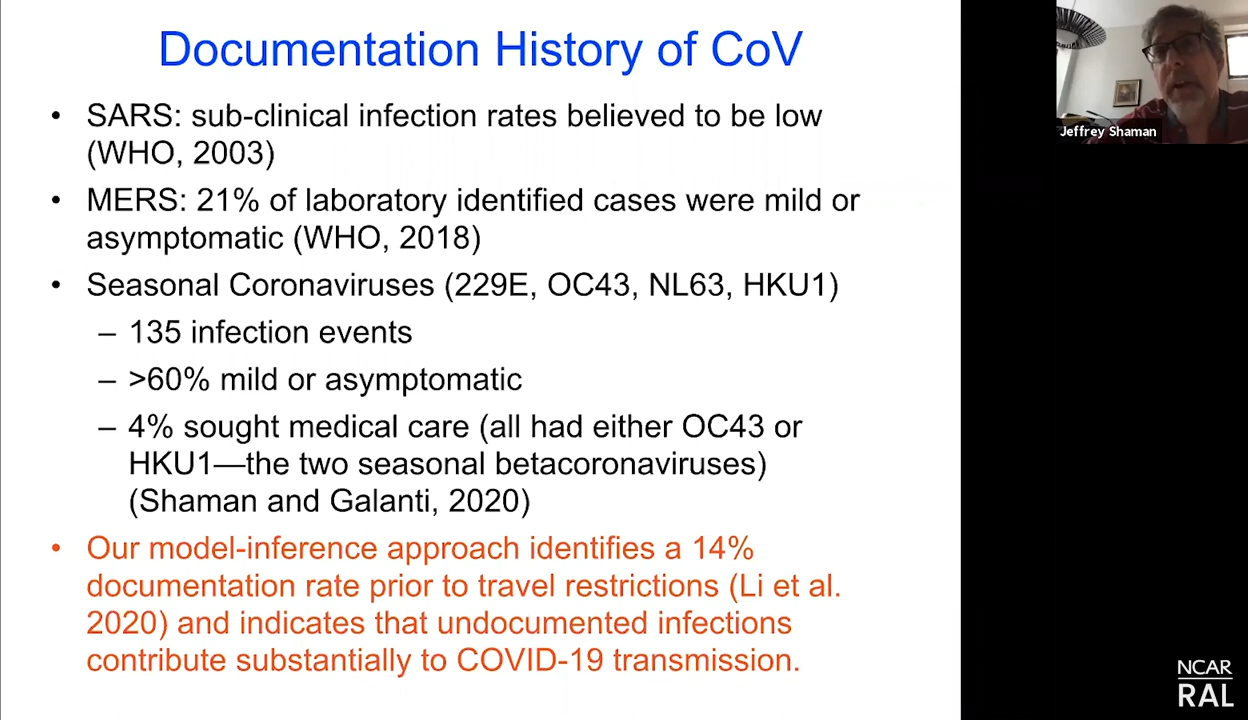 Documentation History of CoV
• SARS: sub-clinical infection rates believed to be low
(WHO, 2003)
• MERS: 21% of laboratory identified cases were mild or
asymptomatic (WHO, 2018)
• Seasonal Coronaviruses (229E, OC43, NL63, HKU1)
– 135 infection events
– >60% mild or asymptomatic
– 4% sought medical care (all had either OC43 or
HKU1—the two seasonal betacoronaviruses)
(Shaman and Galanti, 2020)
• Our model-inference approach identifies a 14%
documentation rate prior to travel restrictions (Li et al.
2020) and indicates that undocumented infections
contribute substantially to COVID-19 transmission.
Jeffrey Shaman
NCAR
RAL